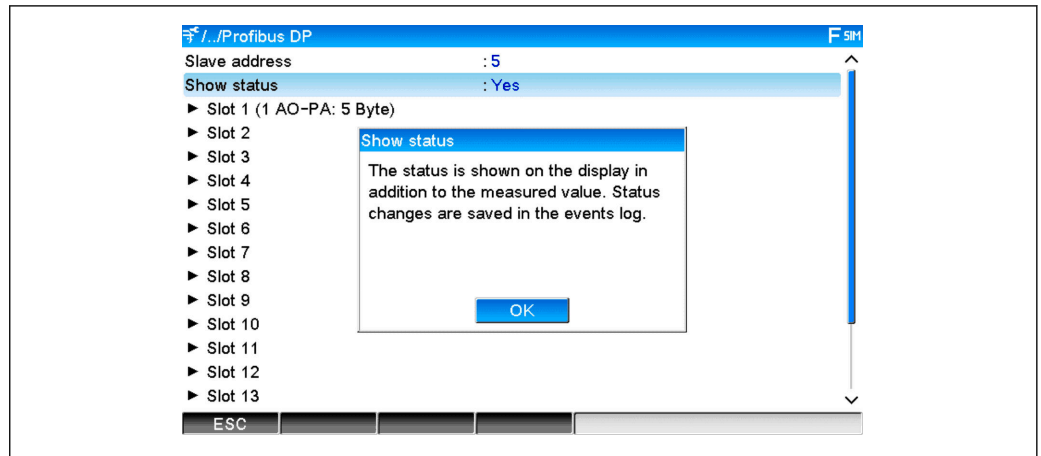 /../Profibus DP F SIM
Slave address : 5
Show status : Yes
► Slot 1 (1 AO-PA: 5 Byte)
► Slot 2
► Slot 3
► Slot 4
► Slot 5
► Slot 6
► Slot 7
► Slot 8
► Slot 9
► Slot 10
► Slot 11
► Slot 12
► Slot 13
Show status
The status is shown on the display in
addition to the measured value. Status
changes are saved in the events log.
OK
ESC